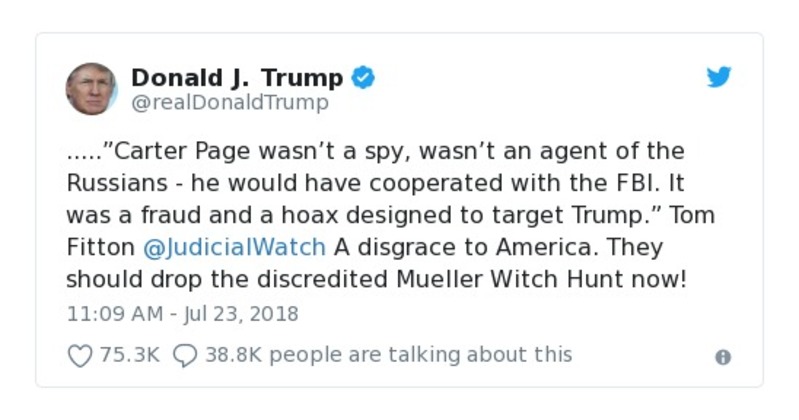 Donald J. Trump
@realDonaldTrump
.....”Carter Page wasn’t a spy, wasn’t an agent of the
Russians - he would have cooperated with the FBI. It
was a fraud and a hoax designed to target Trump.” Tom
Fitton @JudicialWatch A disgrace to America. They
should drop the discredited Mueller Witch Hunt now!
11:09 AM - Jul 23, 2018
75.3K 38.8K people are talking about this